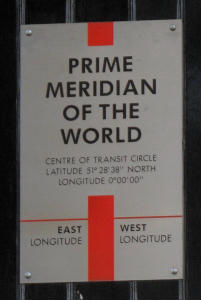 PRIME
MERIDIAN
OF THE
WORLD
CENTRE OF TRANSIT CIRCLE
LATITUDE 51° 28' 38" NORTH
LONGITUDE 0° 00' 00"
EAST WEST
LONGITUDE LONGITUDE